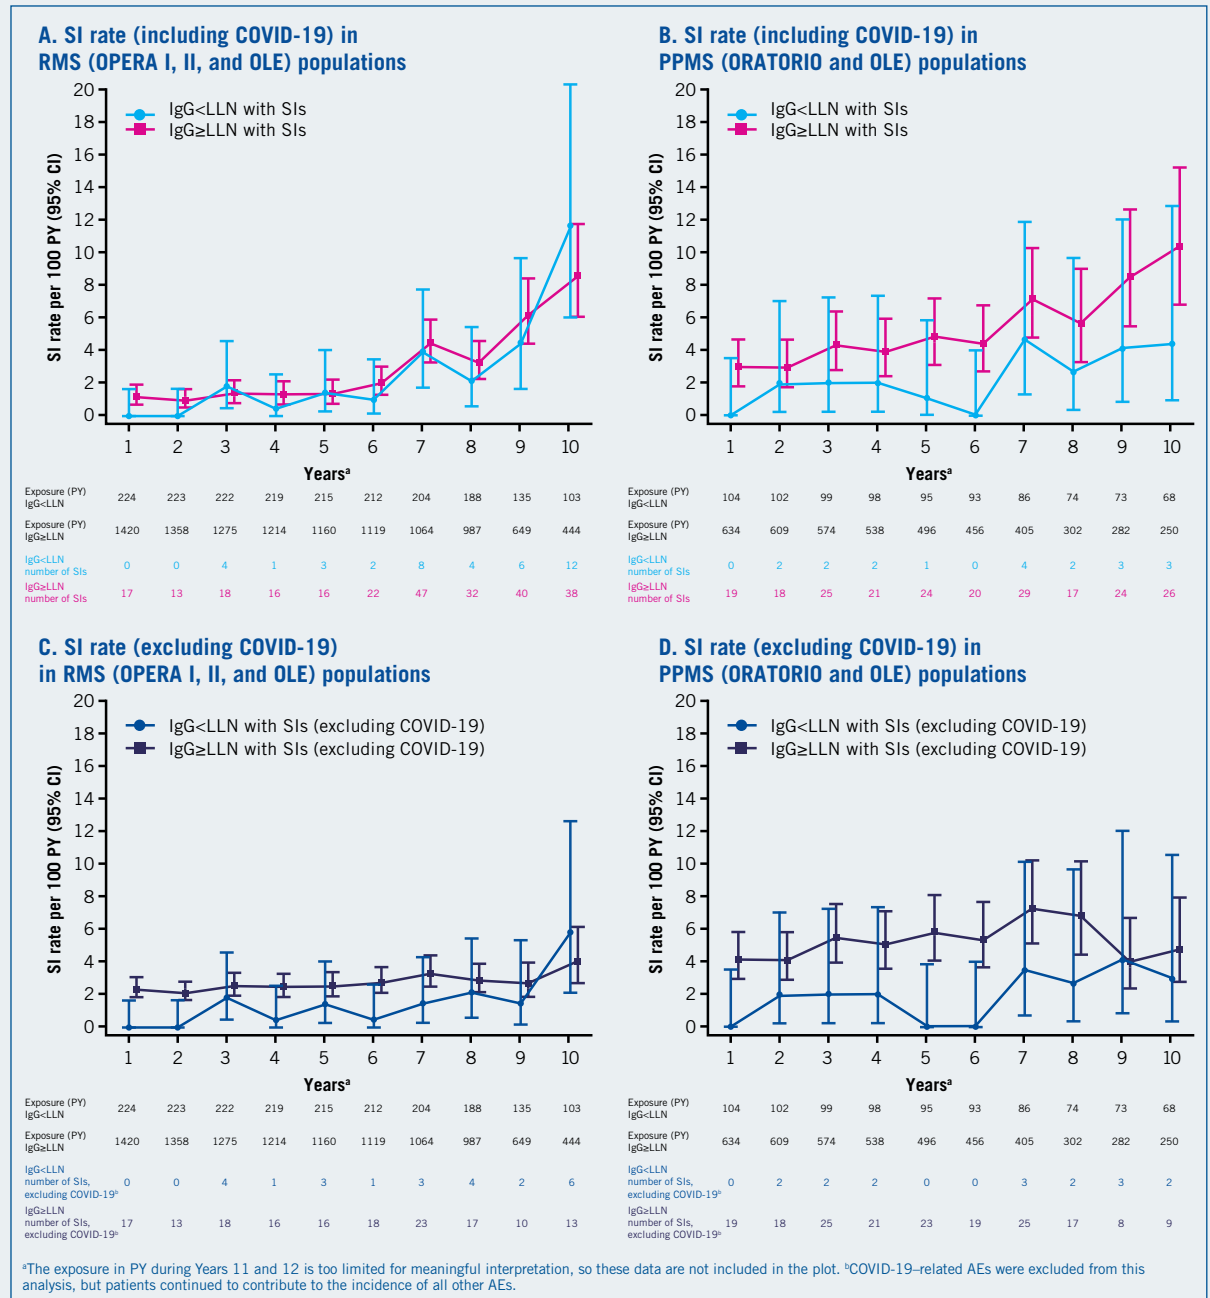 A. SI rate (including COVID-19) in
RMS (OPERA I, II, and OLE) populations
SI rate per 100 PY (95% CI)
20
18
16
14
12
10
8
6
4
2
0
IgG<LLN with SIs
IgG≥LLN with SIs
1 2 3 4 5 6 7 8 9 10
Yearsᵃ
Exposure (PY)
IgG<LLN
224 223 222 219 215 212 204 188 135 103
Exposure (PY)
IgG≥LLN
1420 1358 1275 1214 1160 1119 1064 987 649 444
IgG<LLN
number of SIs
0 0 4 1 3 2 8 4 6 12
IgG≥LLN
number of SIs
17 13 18 16 16 22 47 32 40 38
B. SI rate (including COVID-19) in
PPMS (ORATORIO and OLE) populations
SI rate per 100 PY (95% CI)
20
18
16
14
12
10
8
6
4
2
0
IgG<LLN with SIs
IgG≥LLN with SIs
1 2 3 4 5 6 7 8 9 10
Yearsᵃ
Exposure (PY)
IgG<LLN
104 102 99 98 95 93 86 74 73 68
Exposure (PY)
IgG≥LLN
634 609 574 538 496 456 405 302 282 250
IgG<LLN
number of SIs
0 2 2 2 1 0 4 2 3 3
IgG≥LLN
number of SIs
19 18 25 21 24 20 29 17 24 26
C. SI rate (excluding COVID-19)
in RMS (OPERA I, II, and OLE) populations
SI rate per 100 PY (95% CI)
20
18
16
14
12
10
8
6
4
2
0
IgG<LLN with SIs (excluding COVID-19)
IgG≥LLN with SIs (excluding COVID-19)
1 2 3 4 5 6 7 8 9 10
Yearsᵃ
Exposure (PY)
IgG<LLN
224 223 222 219 215 212 204 188 135 103
Exposure (PY)
IgG≥LLN
1420 1358 1275 1214 1160 1119 1064 987 649 444
IgG<LLN
number of SIs,
excluding COVID-19ᵇ
0 0 4 1 3 1 3 4 2 6
IgG≥LLN
number of SIs,
excluding COVID-19ᵇ
17 13 18 16 16 18 23 17 10 13
D. SI rate (excluding COVID-19) in
PPMS (ORATORIO and OLE) populations
SI rate per 100 PY (95% CI)
20
18
16
14
12
10
8
6
4
2
0
IgG<LLN with SIs (excluding COVID-19)
IgG≥LLN with SIs (excluding COVID-19)
1 2 3 4 5 6 7 8 9 10
Yearsᵃ
Exposure (PY)
IgG<LLN
104 102 99 98 95 93 86 74 73 68
Exposure (PY)
IgG≥LLN
634 609 574 538 496 456 405 302 282 250
IgG<LLN
number of SIs,
excluding COVID-19ᵇ
0 2 2 2 0 0 3 2 3 2
IgG≥LLN
number of SIs,
excluding COVID-19ᵇ
19 18 25 21 23 19 25 17 8 9
ᵃThe exposure in PY during Years 11 and 12 is too limited for meaningful interpretation, so these data are not included in the plot. ᵇCOVID-19–related AEs were excluded from this
analysis, but patients continued to contribute to the incidence of all other AEs.